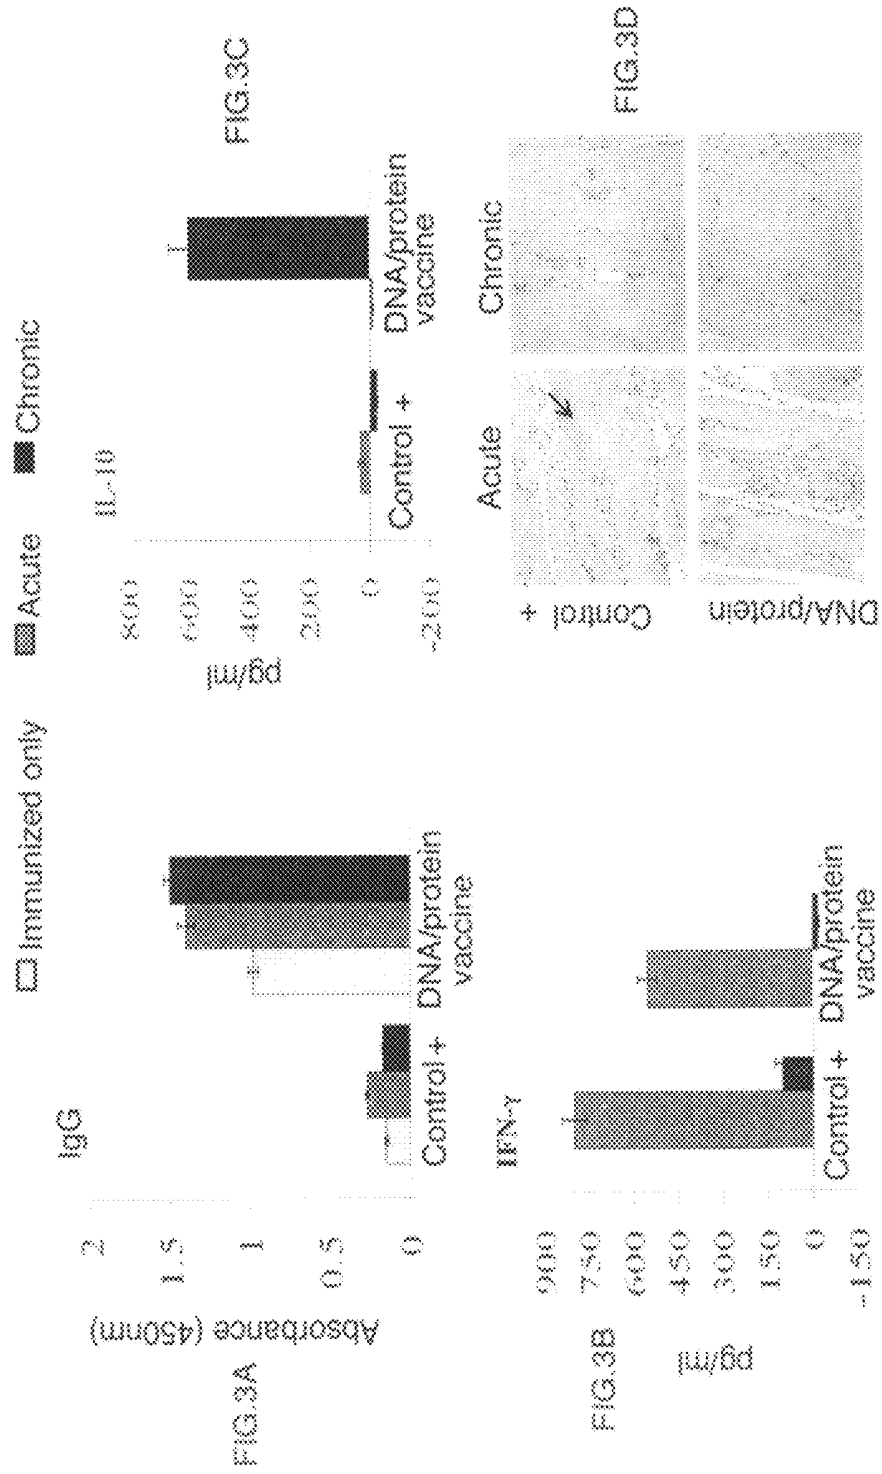 Immunized only
Acute
Chronic
FIG.3A
IgG
Absorbance (450nm)
2
1.5
1
0.5
0
Control +
DNA/protein
vaccine
FIG.3C
IL-10
pg/ml
800
600
400
200
0
-200
Control +
DNA/protein
vaccine
FIG.3B
IFN-γ
pg/ml
900
750
600
450
300
150
0
-150
Control +
DNA/protein
vaccine
FIG.3D
Acute
Chronic
Control
+
DNA/protein